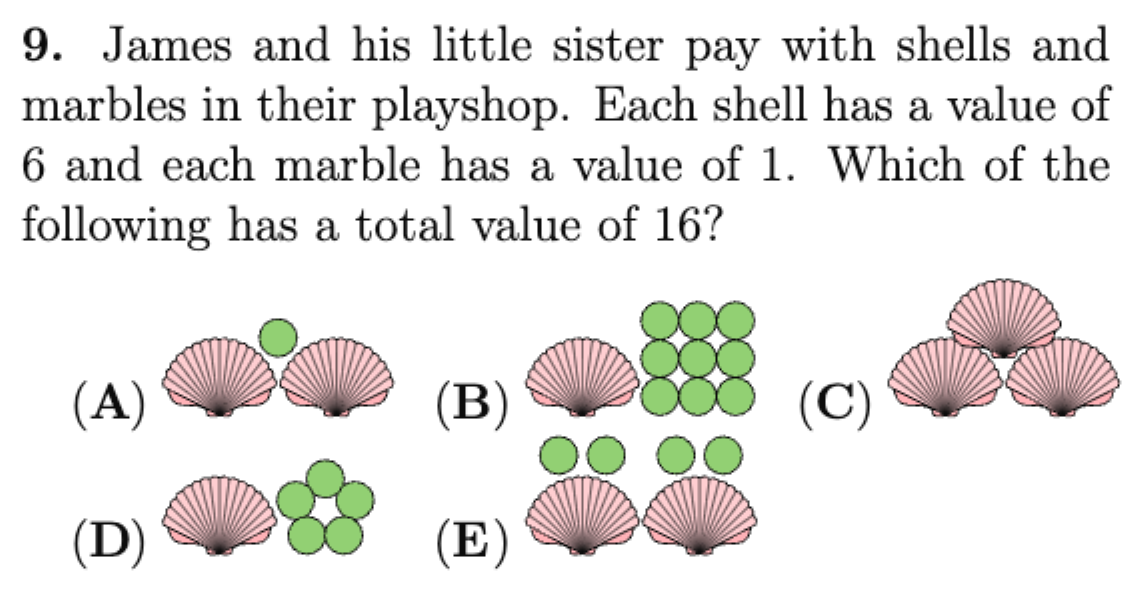 9. James and his little sister pay with shells and
marbles in their playshop. Each shell has a value of
6 and each marble has a value of 1. Which of the
following has a total value of 16?
(A) (B) (C)
(D) (E)